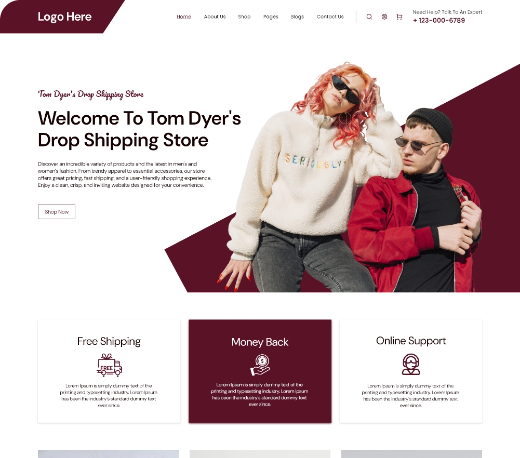 Logo Here
Home About Us Shop Pages Blogs Contact Us
Need Help? Talk To An Expert
+ 123-000-6789
Tom Dyer's Drop Shipping Store
Welcome To Tom Dyer's
Drop Shipping Store
Discover an incredible variety of products and the latest in men's and
women's fashion. From trendy apparel to essential accessories, our store
offers great pricing, fast shipping, and a user-friendly shopping experience.
Enjoy a clean, crisp, and inviting website designed for your convenience.
Shop Now
SERIOUSLY
Free Shipping
FREE
Lorem Ipsum is simply dummy text of the
printing and typesetting industry. Lorem Ipsum
has been the industry's standard dummy text
ever since.
Money Back
Lorem Ipsum is simply dummy text of the
printing and typesetting industry. Lorem Ipsum
has been the industry's standard dummy text
ever since.
Online Support
Lorem Ipsum is simply dummy text of the
printing and typesetting industry. Lorem Ipsum
has been the industry's standard dummy text
ever since.